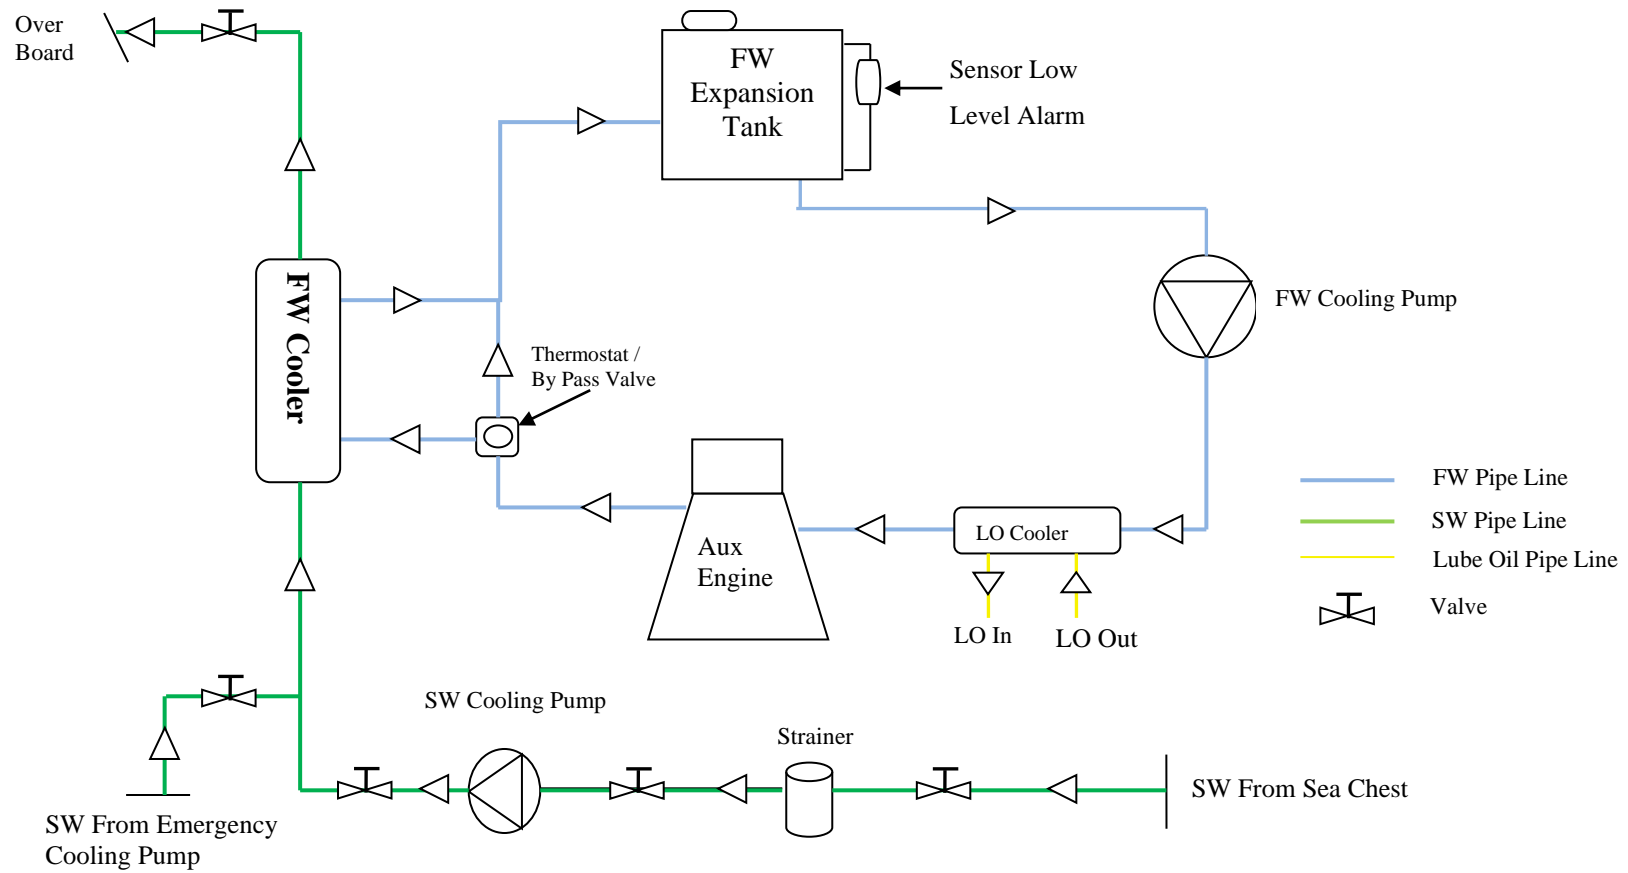 Over
Board
FW
Expansion
Tank
Sensor Low
Level Alarm
FW Cooler
FW Cooling Pump
Thermostat /
By Pass Valve
Aux
Engine
LO Cooler
LO In
LO Out
FW Pipe Line
SW Pipe Line
Lube Oil Pipe Line
Valve
SW Cooling Pump
Strainer
SW From Sea Chest
SW From Emergency
Cooling Pump